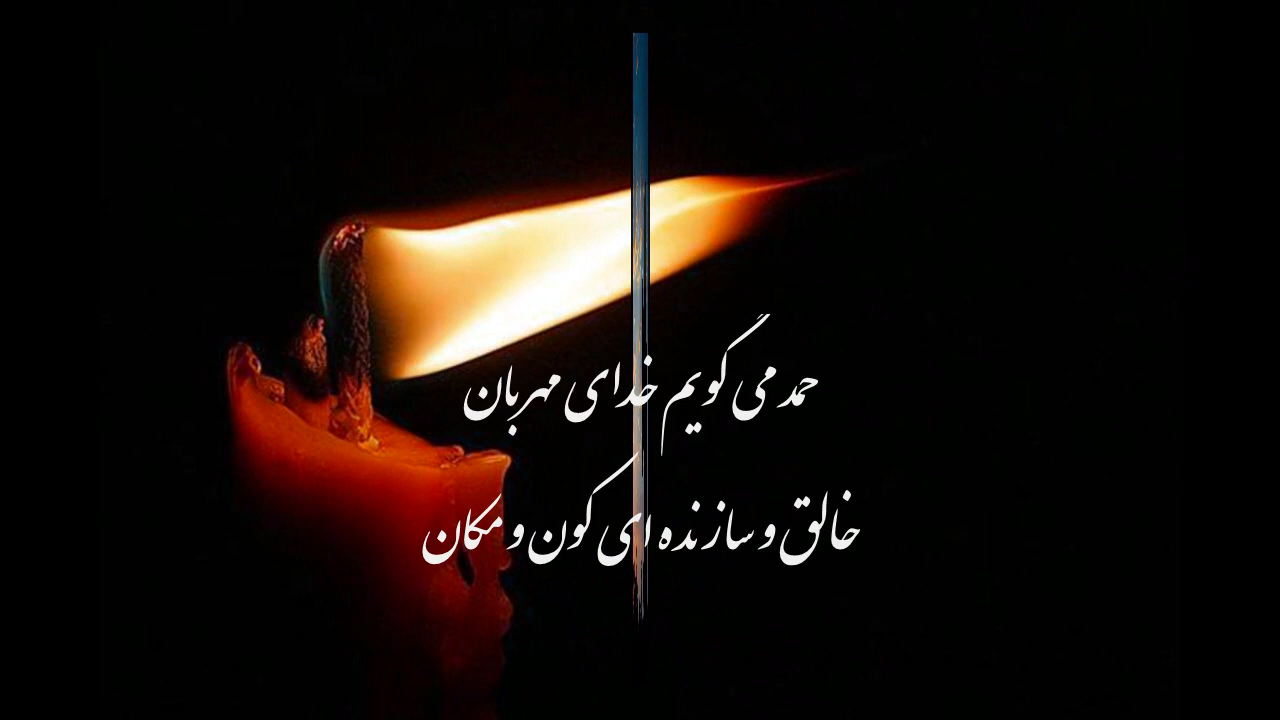 حمد می گویم خدای مهربان
خالق و سازنده ای کون و مکان